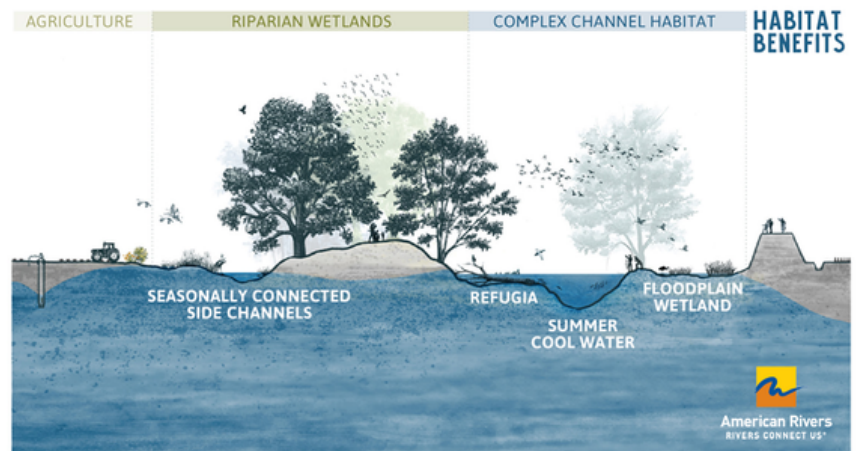 AGRICULTURE
RIPARIAN WETLANDS
COMPLEX CHANNEL HABITAT
HABITAT
BENEFITS
SEASONALLY CONNECTED
SIDE CHANNELS
REFUGIA
SUMMER
COOL WATER
FLOODPLAIN
WETLAND
American Rivers
RIVERS CONNECT US®